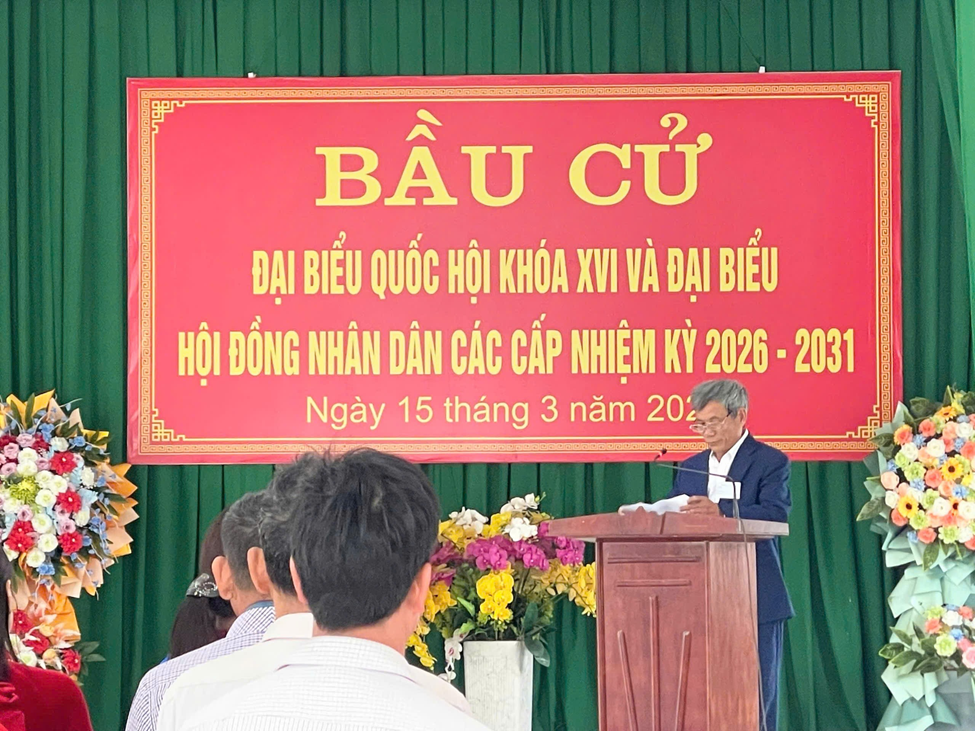 BẦU CỬ
ĐẠI BIỂU QUỐC HỘI KHÓA XVI VÀ ĐẠI BIỂU
HỘI ĐỒNG NHÂN DÂN CÁC CẤP NHIỆM KỲ 2026 - 2031
Ngày 15 tháng 3 năm